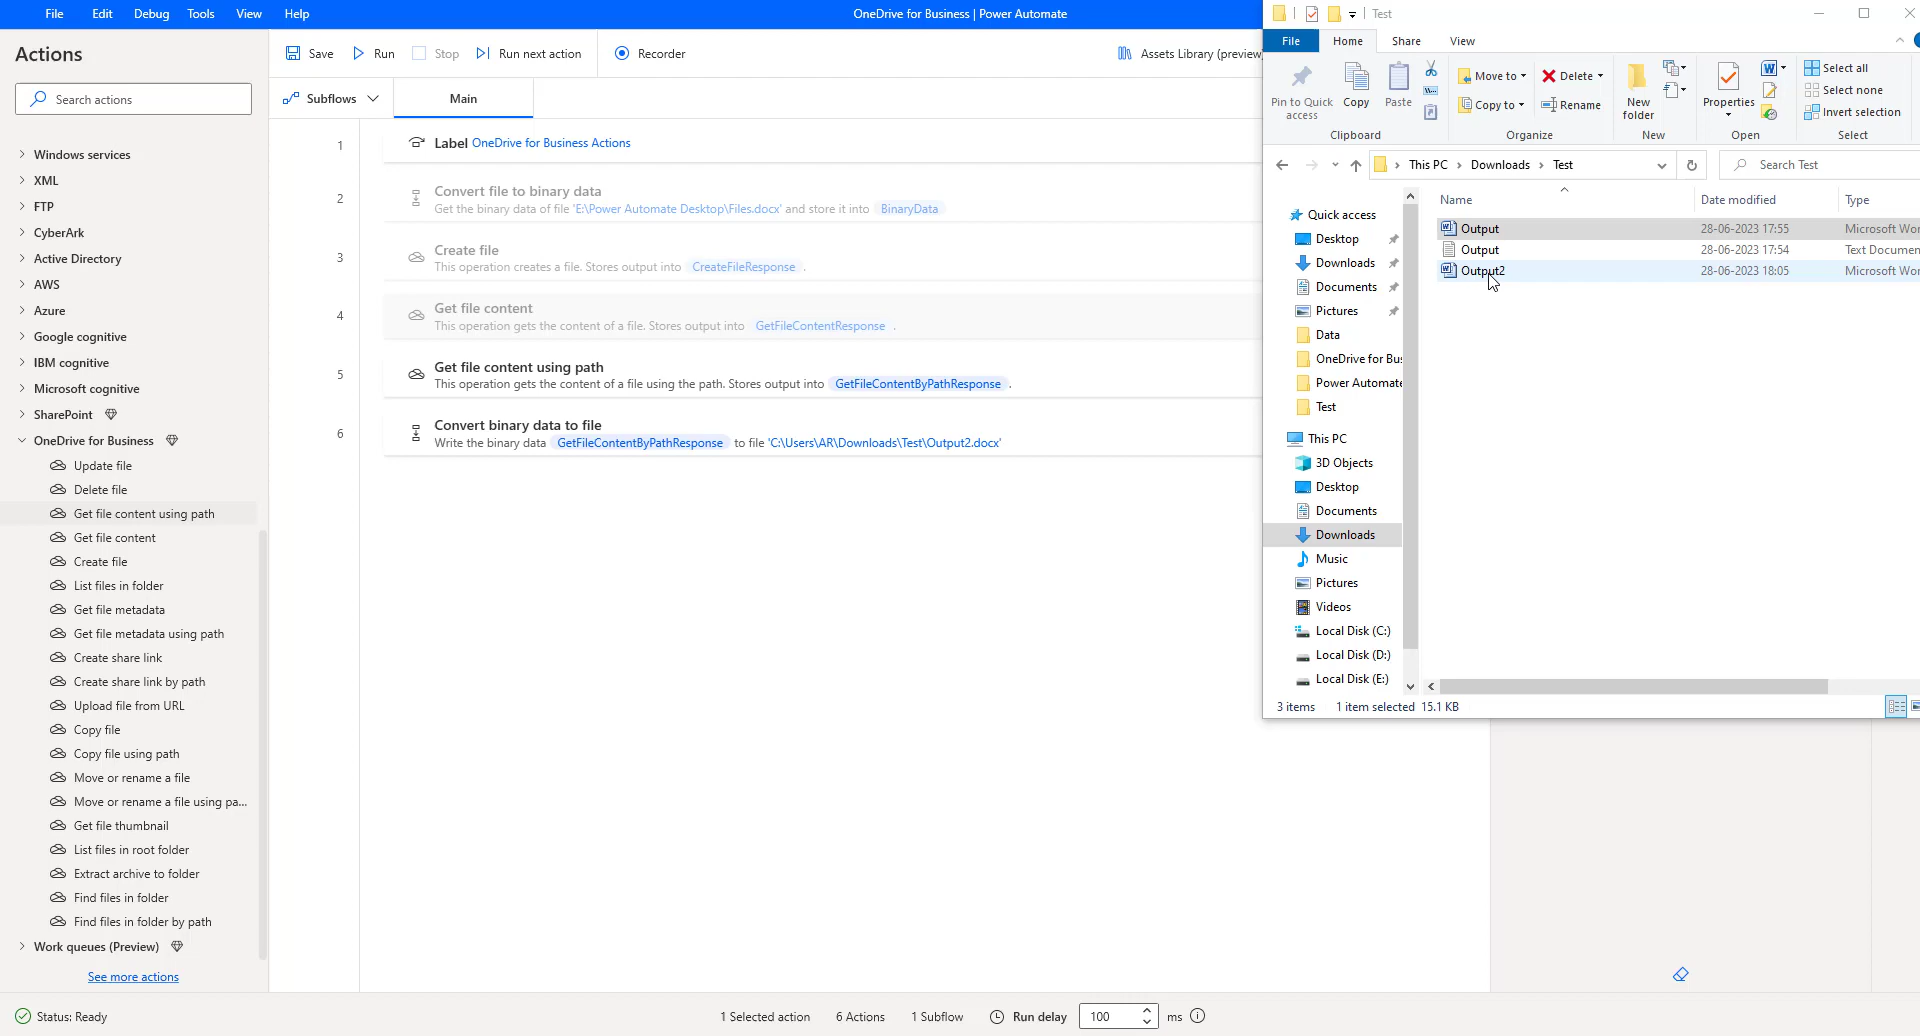 File Edit Debug Tools View Help
OneDrive for Business | Power Automate
Actions
Search actions
Windows services
XML
FTP
CyberArk
Active Directory
AWS
Azure
Google cognitive
IBM cognitive
Microsoft cognitive
SharePoint
OneDrive for Business
Update file
Delete file
Get file content using path
Get file content
Create file
List files in folder
Get file metadata
Get file metadata using path
Create share link
Create share link by path
Upload file from URL
Copy file
Copy file using path
Move or rename a file
Move or rename a file using pa...
Get file thumbnail
List files in root folder
Extract archive to folder
Find files in folder
Find files in folder by path
Work queues (Preview)
See more actions
Save Run Stop Run next action Recorder Assets Library (preview)
Subflows Main
1 Label OneDrive for Business Actions
2 Convert file to binary data
Get the binary data of file 'E:\Power Automate Desktop\Files.docx' and store it into BinaryData
3 Create file
This operation creates a file. Stores output into CreateFileResponse .
4 Get file content
This operation gets the content of a file. Stores output into GetFileContentResponse .
5 Get file content using path
This operation gets the content of a file using the path. Stores output into GetFileContentByPathResponse .
6 Convert binary data to file
Write the binary data GetFileContentByPathResponse to file 'C:\Users\AR\Downloads\Test\Output2.docx'
Test
File Home Share View
Pin to Quick access
Copy
Paste
Clipboard
Move to Delete
Copy to Rename
Organize
New folder
New
Properties
Open
Select all
Select none
Invert selection
Select
This PC Downloads Test
Search Test
Quick access
Desktop
Downloads
Documents
Pictures
Data
OneDrive for Bus
Power Automate
Test
This PC
3D Objects
Desktop
Documents
Downloads
Music
Pictures
Videos
Local Disk (C:)
Local Disk (D:)
Local Disk (E:)
Name Date modified Type
Output 28-06-2023 17:55 Microsoft Wor
Output 28-06-2023 17:54 Text Documen
Output2 28-06-2023 18:05 Microsoft Wor
3 items 1 item selected 15.1 KB
Status: Ready
1 Selected action 6 Actions 1 Subflow Run delay 100 ms